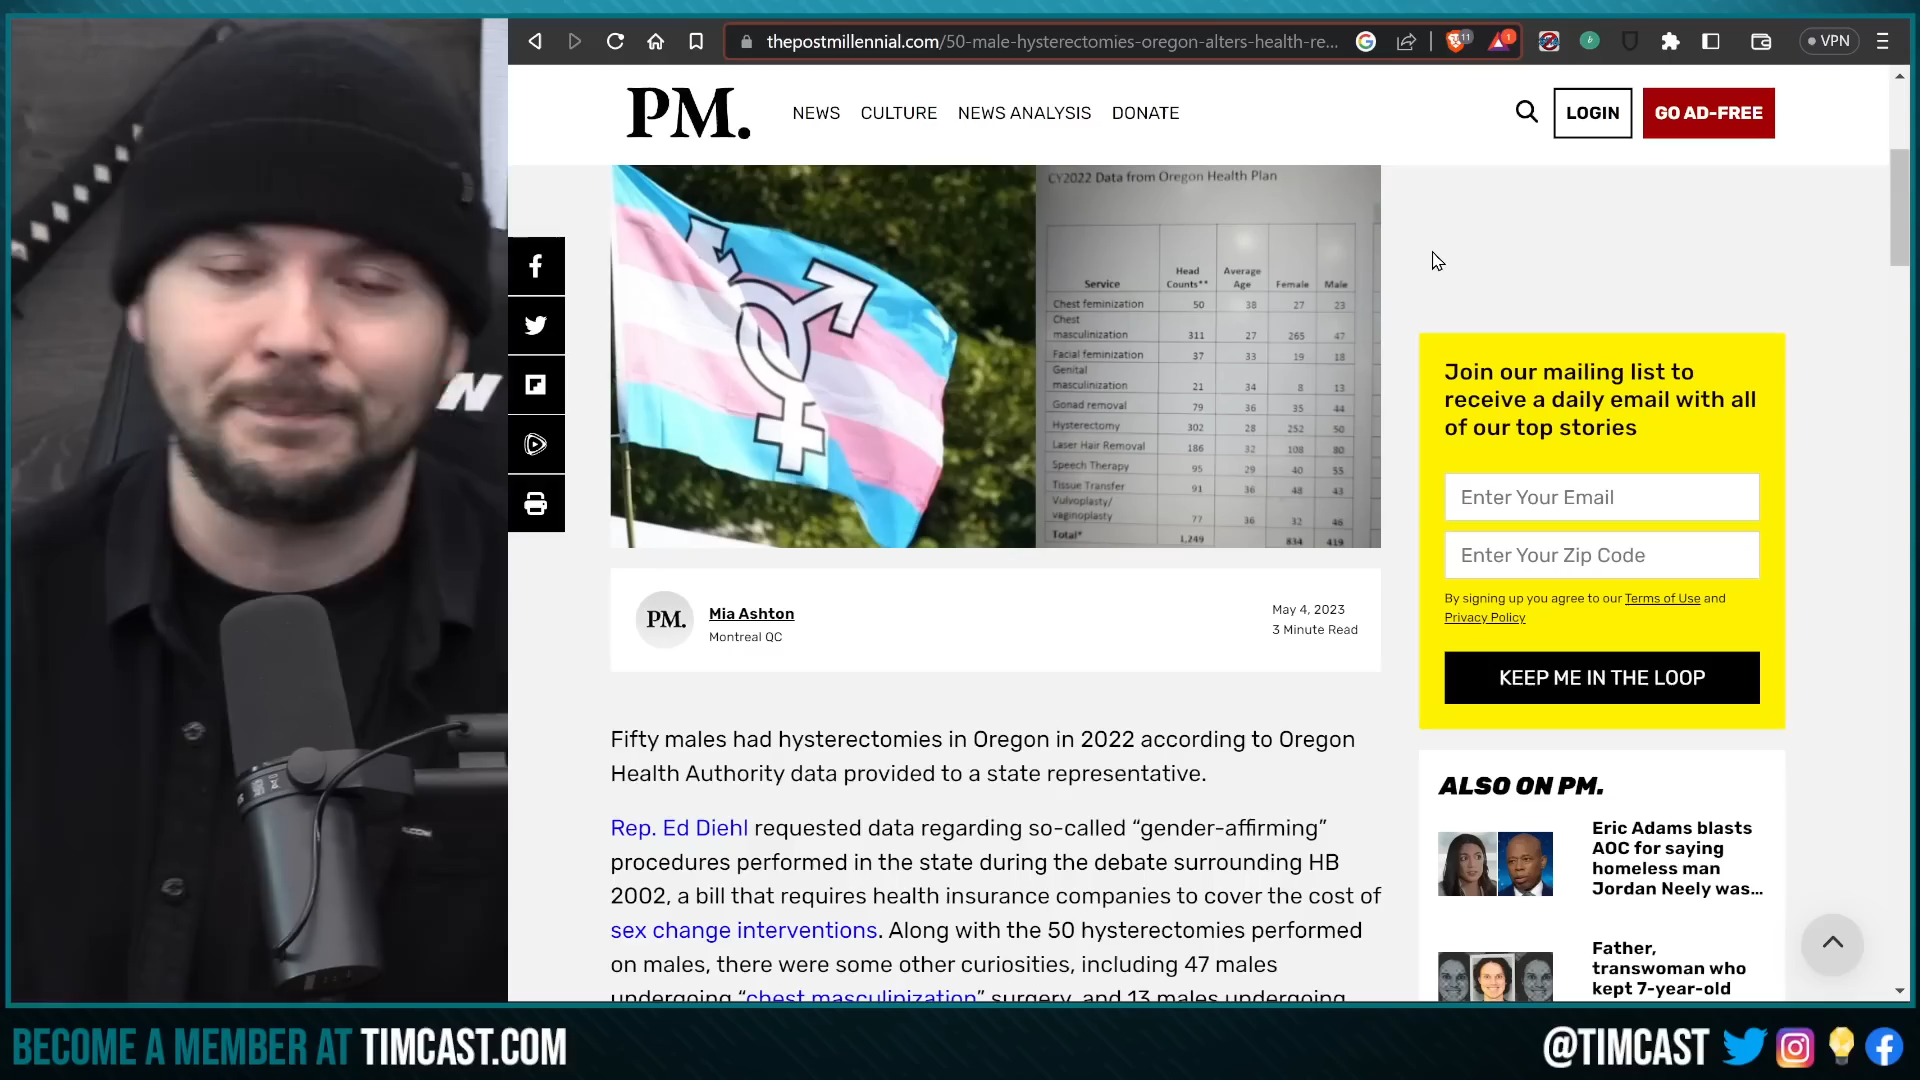 thepostmillennial.com/50-male-hysterectomies-oregon-alters-health-re...
11
1
VPN
PM.
NEWS
CULTURE
NEWS ANALYSIS
DONATE
LOGIN
GO AD-FREE
CY2022 Data from Oregon Health Plan
Service Head Counts** Average Age Female Male
Chest feminization 50 38 27 23
Chest masculinization 311 27 265 47
Facial feminization 37 33 19 18
Genital masculinization 21 34 8 13
Gonad removal 79 36 35 44
Hysterectomy 302 28 252 50
Laser Hair Removal 186 32 108 80
Speech Therapy 95 29 40 55
Tissue Transfer 91 36 48 43
Vulvoplasty/ vaginoplasty 77 36 32 46
Total* 1,249 834 419
PM.
Mia Ashton
Montreal QC
May 4, 2023
3 Minute Read
Fifty males had hysterectomies in Oregon in 2022 according to Oregon
Health Authority data provided to a state representative.
Rep. Ed Diehl requested data regarding so-called “gender-affirming”
procedures performed in the state during the debate surrounding HB
2002, a bill that requires health insurance companies to cover the cost of
sex change interventions. Along with the 50 hysterectomies performed
on males, there were some other curiosities, including 47 males
undergoing “chest masculinization” surgery, and 13 males undergoing
Join our mailing list to
receive a daily email with all
of our top stories
Enter Your Email
Enter Your Zip Code
By signing up you agree to our Terms of Use and
Privacy Policy
KEEP ME IN THE LOOP
ALSO ON PM.
Eric Adams blasts
AOC for saying
homeless man
Jordan Neely was...
Father,
transwoman who
kept 7-year-old
BECOME A MEMBER AT TIMCAST.COM
@TIMCAST